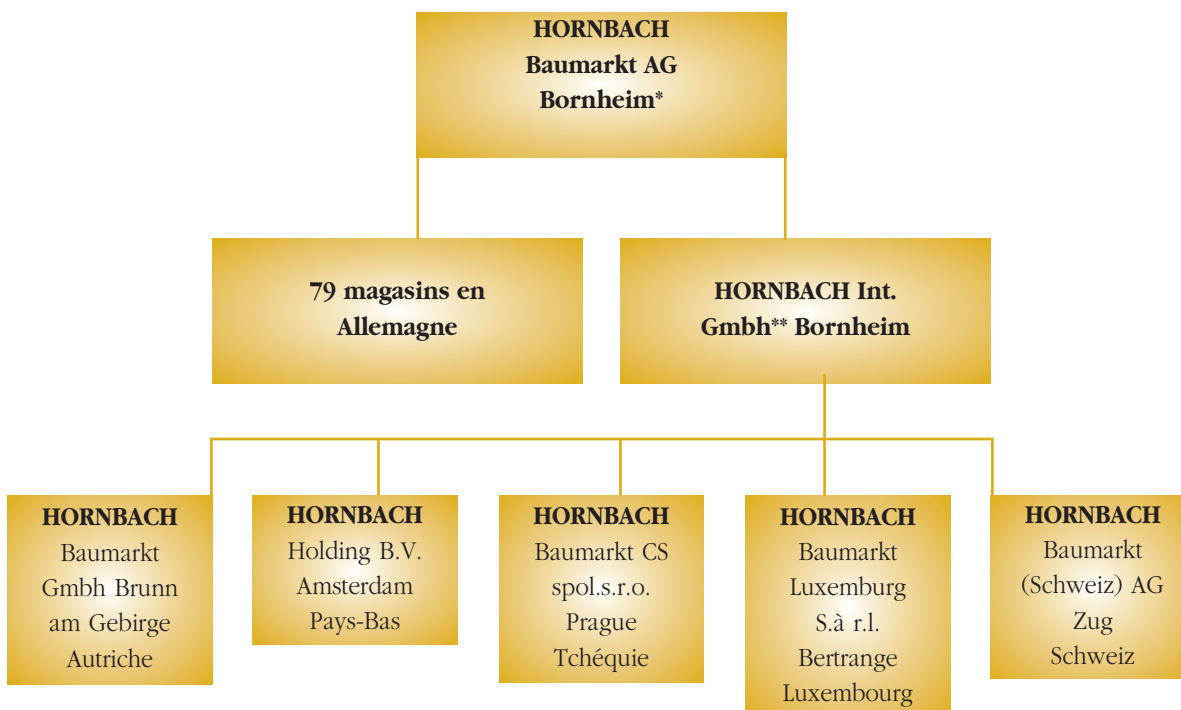 HORNBACH
Baumarkt AG
Bornheim*
79 magasins en
Allemagne
HORNBACH Int.
Gmbh** Bornheim
HORNBACH
Baumarkt
Gmbh Brunn
am Gebirge
Autriche
HORNBACH
Holding B.V.
Amsterdam
Pays-Bas
HORNBACH
Baumarkt CS
spol.s.r.o.
Prague
Tchéquie
HORNBACH
Baumarkt
Luxemburg
S.à r.l.
Bertrange
Luxembourg
HORNBACH
Baumarkt
(Schweiz) AG
Zug
Schweiz